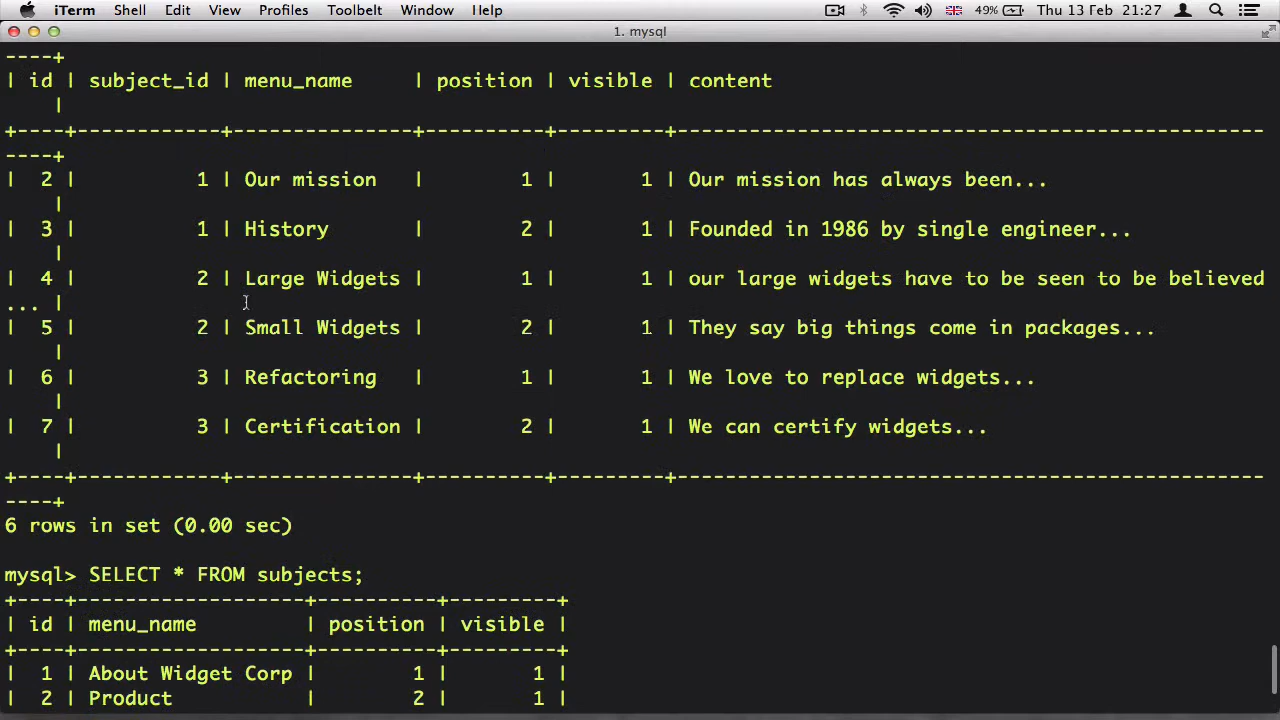 iTerm Shell Edit View Profiles Toolbelt Window Help 49% Thu 13 Feb 21:27
1. mysql
----+
| id | subject_id | menu_name     | position | visible | content
     |
+----+------------+---------------+----------+---------+-------------------------------------------------
----+
|  2 |          1 | Our mission   |        1 |       1 | Our mission has always been...
     |
|  3 |          1 | History       |        2 |       1 | Founded in 1986 by single engineer...
     |
|  4 |          2 | Large Widgets |        1 |       1 | our large widgets have to be seen to be believed
... |
|  5 |          2 | Small Widgets |        2 |       1 | They say big things come in packages...
     |
|  6 |          3 | Refactoring   |        1 |       1 | We love to replace widgets...
     |
|  7 |          3 | Certification |        2 |       1 | We can certify widgets...
     |
+----+------------+---------------+----------+---------+-------------------------------------------------
----+
6 rows in set (0.00 sec)
mysql> SELECT * FROM subjects;
+----+-------------------+----------+---------+
| id | menu_name         | position | visible |
+----+-------------------+----------+---------+
|  1 | About Widget Corp |        1 |       1 |
|  2 | Product           |        2 |       1 |